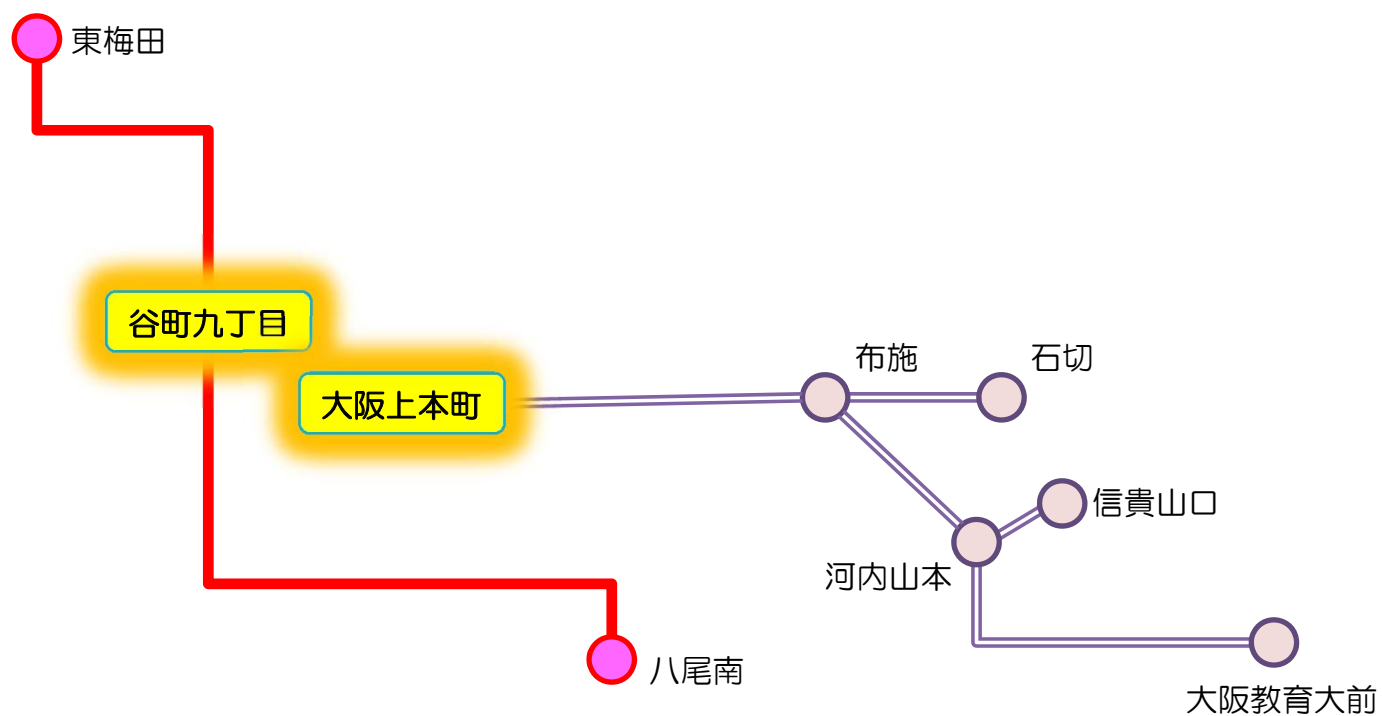 東梅田
谷町九丁目
大阪上本町
布施
石切
信貴山口
河内山本
八尾南
大阪教育大前